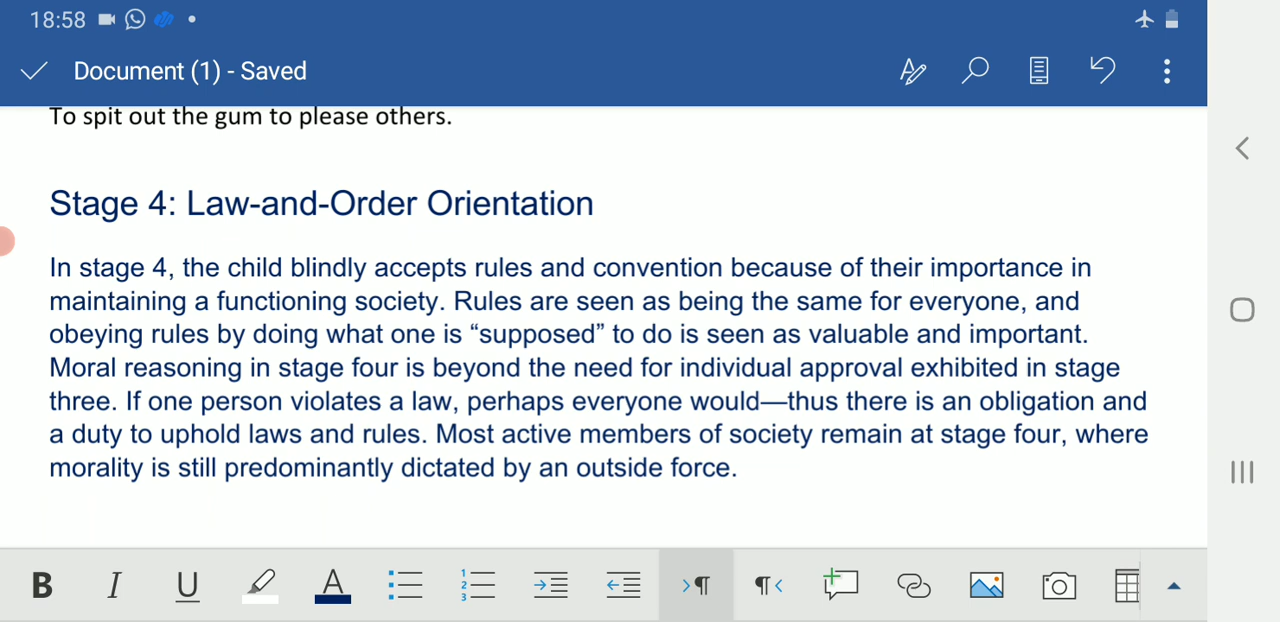 18:58
Document (1) - Saved
To spit out the gum to please others.
Stage 4: Law-and-Order Orientation
In stage 4, the child blindly accepts rules and convention because of their importance in
maintaining a functioning society. Rules are seen as being the same for everyone, and
obeying rules by doing what one is “supposed” to do is seen as valuable and important.
Moral reasoning in stage four is beyond the need for individual approval exhibited in stage
three. If one person violates a law, perhaps everyone would—thus there is an obligation and
a duty to uphold laws and rules. Most active members of society remain at stage four, where
morality is still predominantly dictated by an outside force.
B I U A